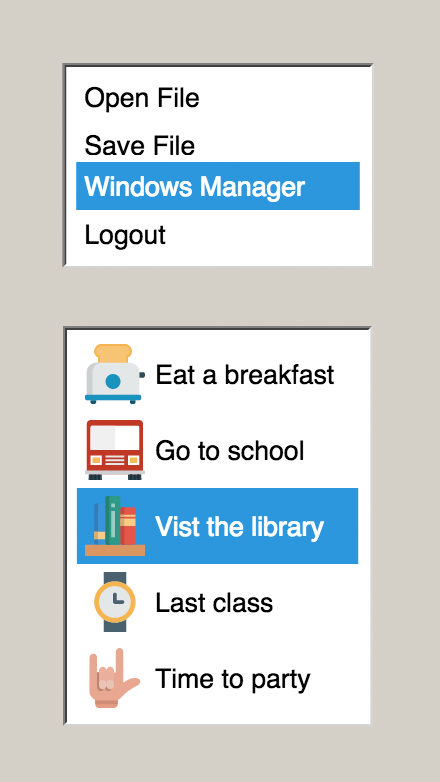 Open File
Save File
Windows Manager
Logout
Eat a breakfast
Go to school
Vist the library
Last class
Time to party